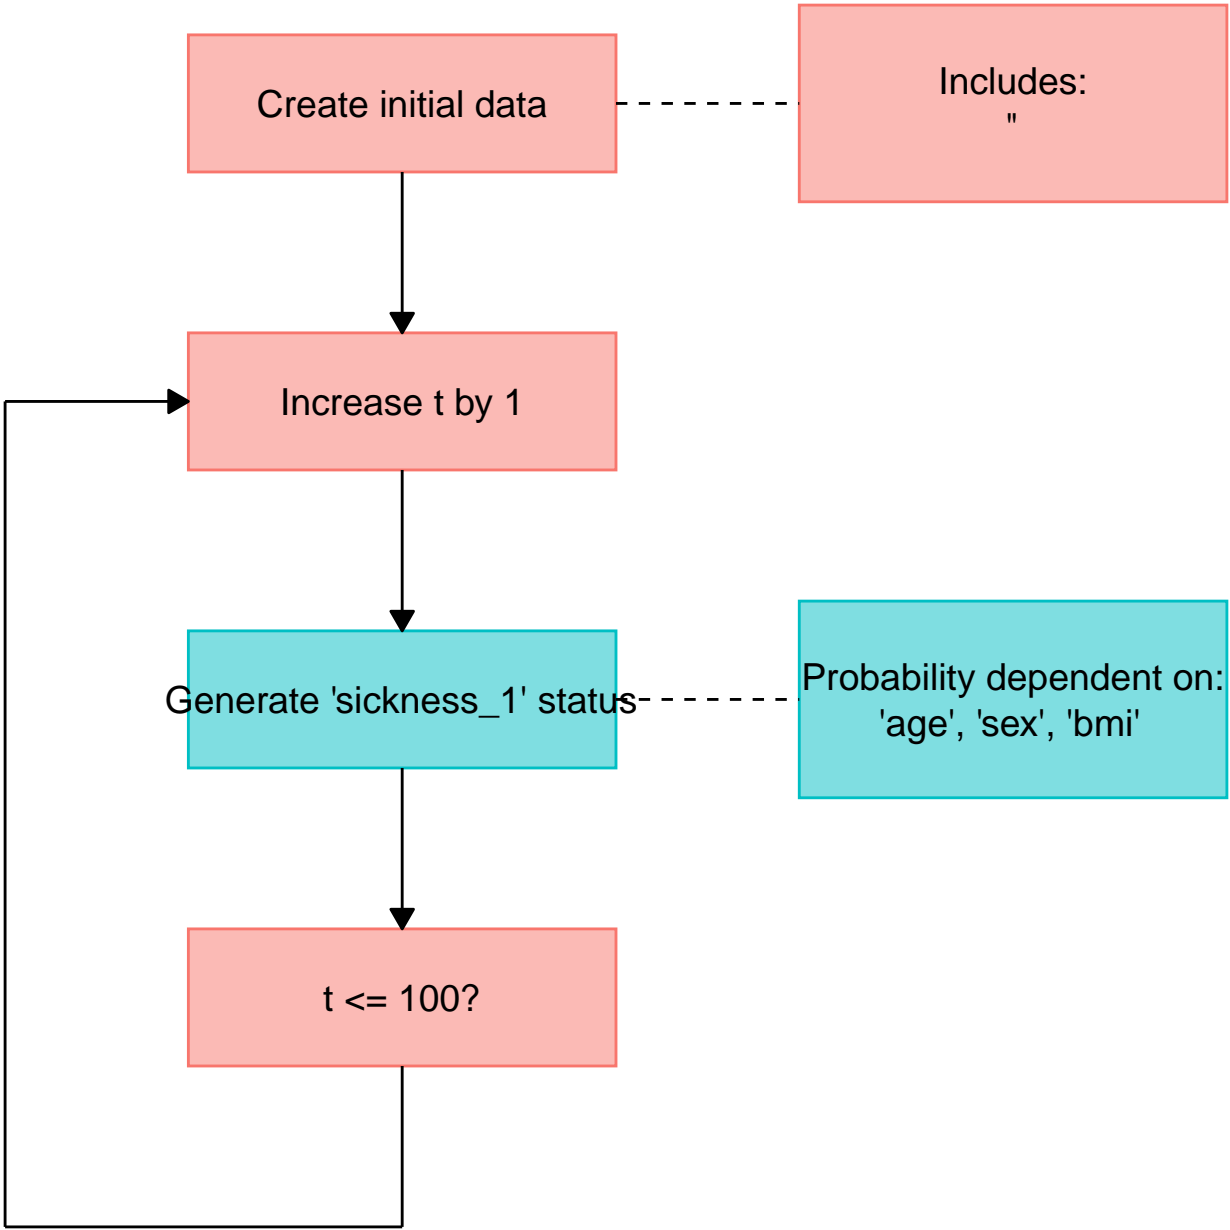 Create initial data
Includes:
''
Increase t by 1
Generate 'sickness_1' status
Probability dependent on:
'age', 'sex', 'bmi'
t <= 100?